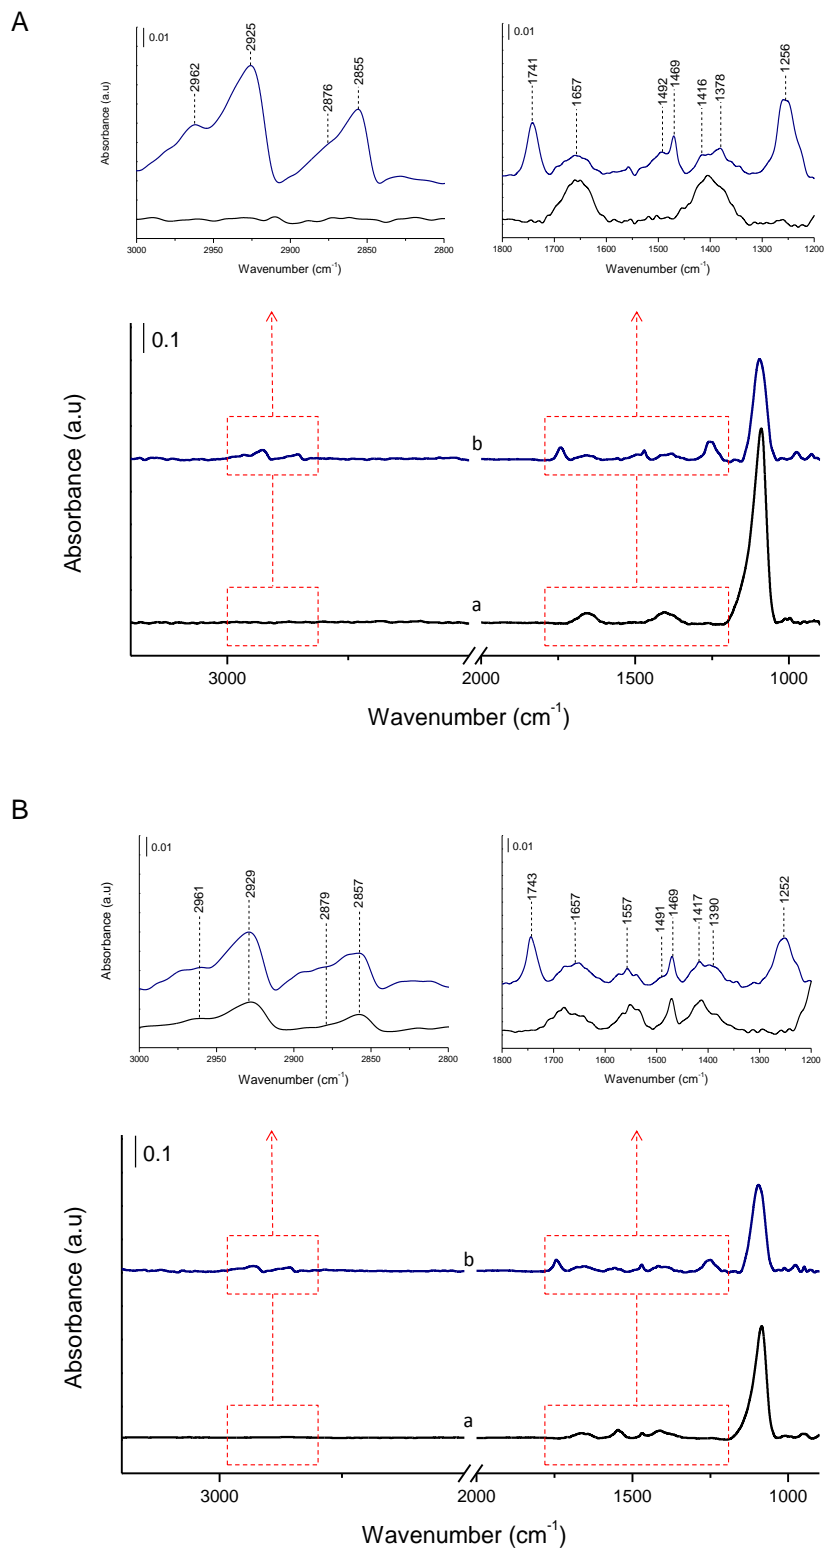 A
0.01
2962
2925
2876
2855
Absorbance (a.u)
3000 2950 2900 2850 2800
Wavenumber (cm-1)
0.01
1741
1657
1492
1469
1416
1378
1256
1800 1700 1600 1500 1400 1300 1200
Wavenumber (cm-1)
0.1
Absorbance (a.u)
b
a
3000 2000 1500 1000
Wavenumber (cm-1)
B
0.01
2961
2929
2879
2857
Absorbance (a.u)
3000 2950 2900 2850 2800
Wavenumber (cm-1)
0.01
1743
1657
1557
1491
1469
1417
1390
1252
1800 1700 1600 1500 1400 1300 1200
Wavenumber (cm-1)
0.1
Absorbance (a.u)
b
a
3000 2000 1500 1000
Wavenumber (cm-1)